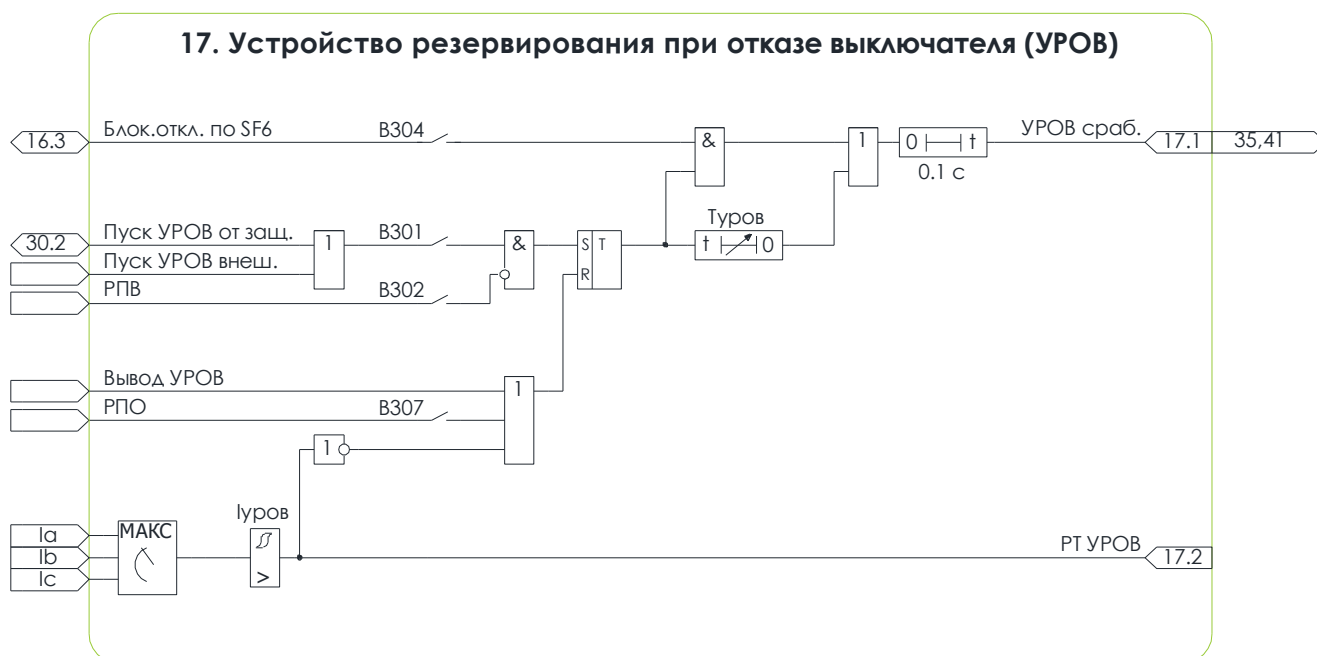 17. Устройство резервирования при отказе выключателя (УРОВ)
16.3 Блок.откл. по SF6 B304 & 1 0 t УРОВ сраб. 17.1 35,41
0.1 с
30.2 Пуск УРОВ от защ. 1 B301 & S T Туров t 0
Пуск УРОВ внеш. R
РПВ B302
Вывод УРОВ 1
РПО B307
1
Iуров
Ia МАКС
Ib > РТ УРОВ 17.2
Ic